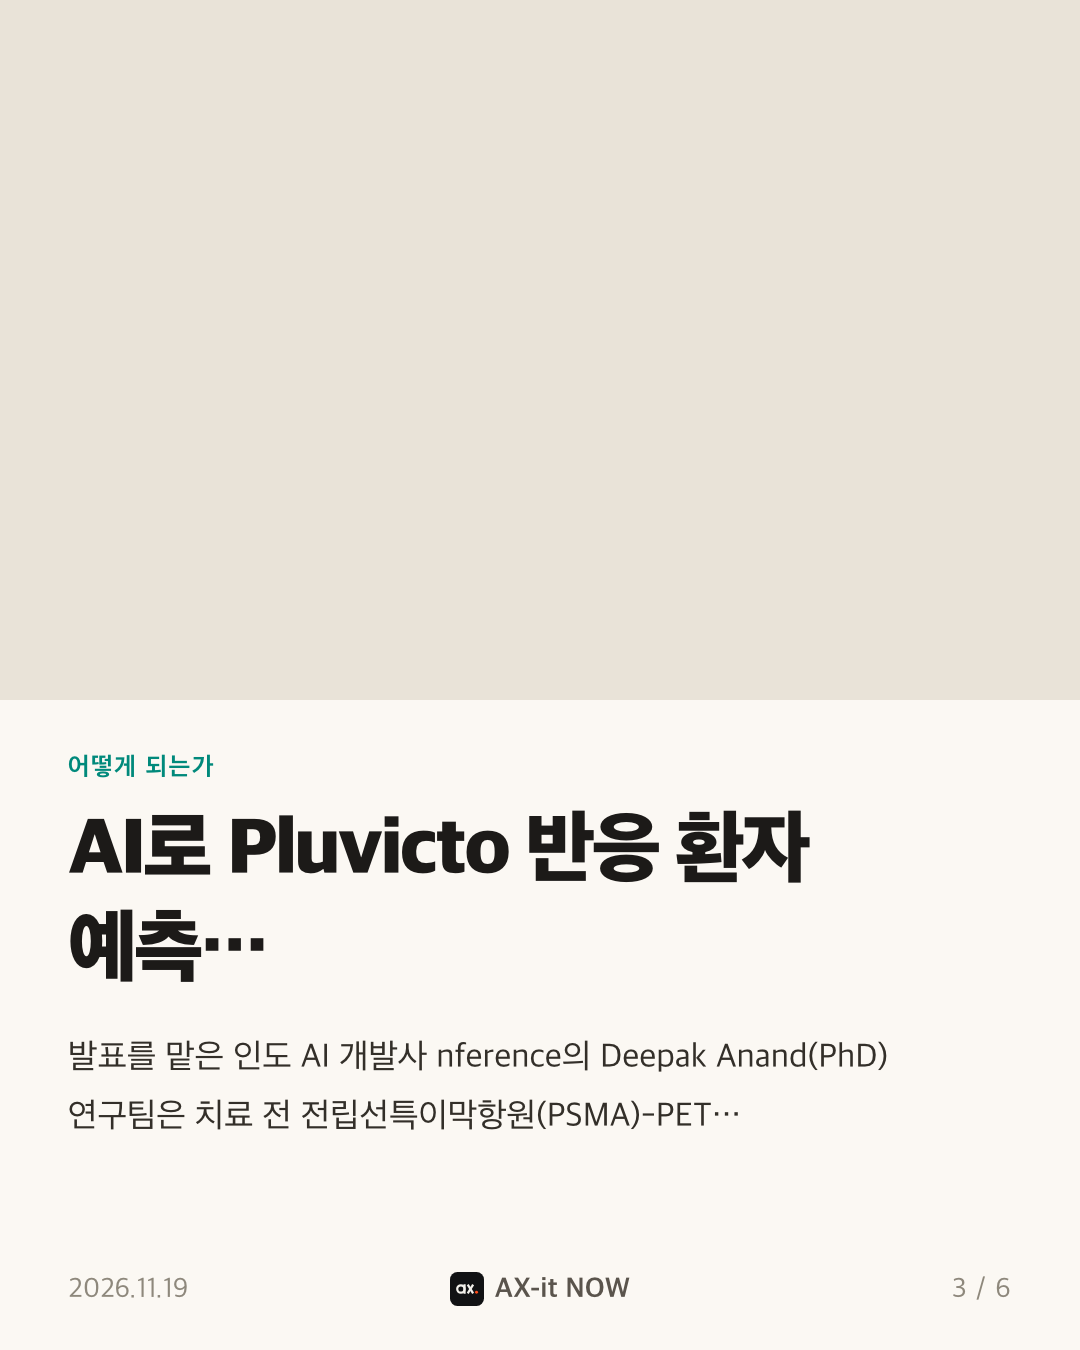 어떻게 되는가
AI로 Pluvicto 반응 환자
예측…
발표를 맡은 인도 AI 개발사 nference의 Deepak Anand(PhD)
연구팀은 치료 전 전립선특이막항원(PSMA)-PET…
2026.11.19
ax. AX-it NOW
3 / 6